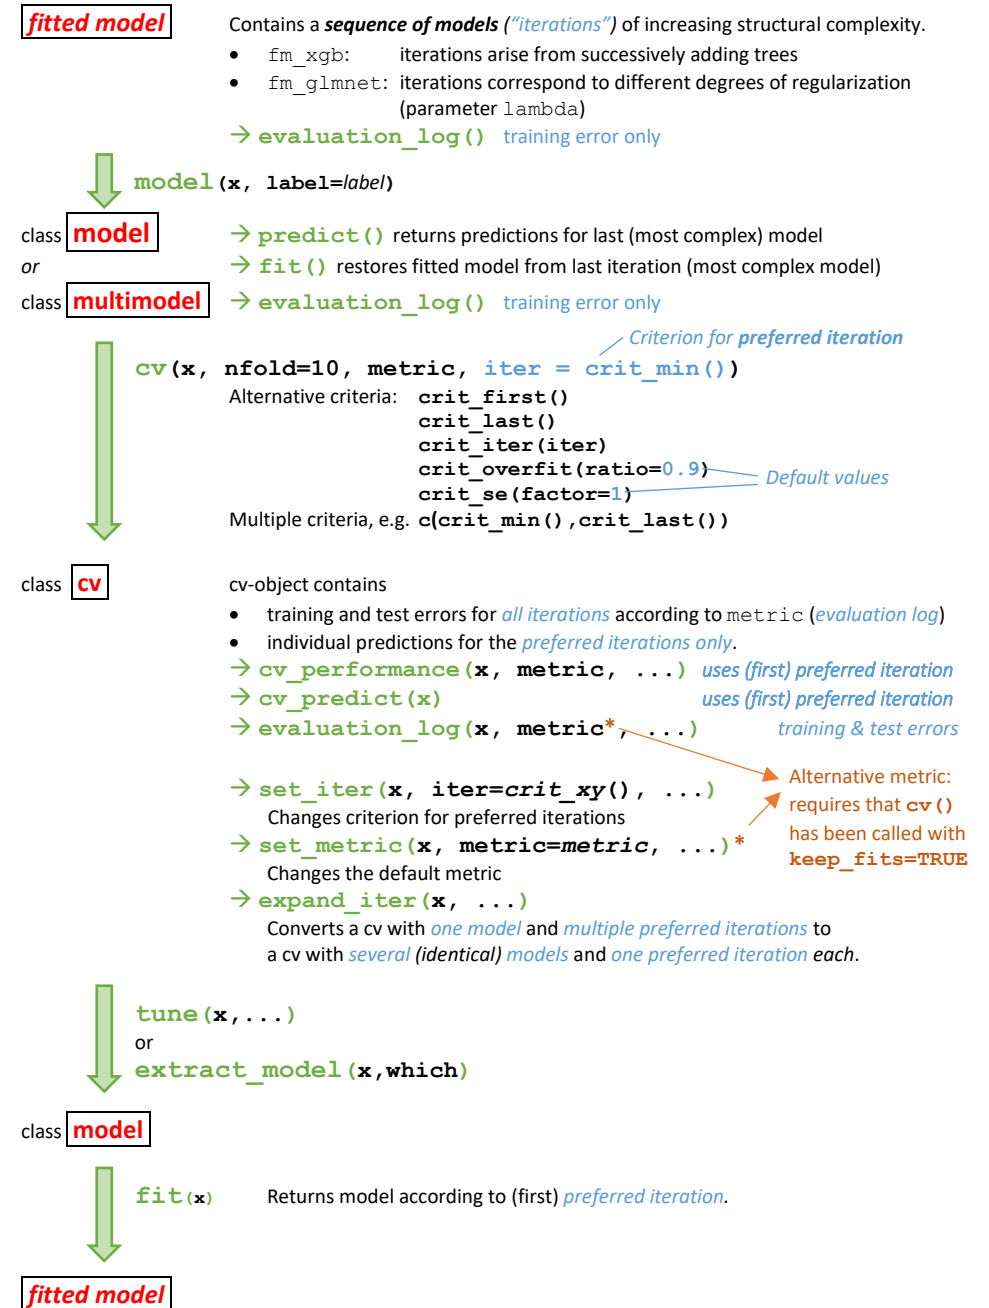 fitted model Contains a sequence of models ("iterations") of increasing structural complexity.
• fm_xgb: iterations arise from successively adding trees
• fm_glmnet: iterations correspond to different degrees of regularization
(parameter lambda)
→ evaluation_log() training error only
model(x, label=label)
class model → predict() returns predictions for last (most complex) model
or → fit() restores fitted model from last iteration (most complex model)
class multimodel → evaluation_log() training error only
Criterion for preferred iteration
cv(x, nfold=10, metric, iter = crit_min())
Alternative criteria: crit_first()
crit_last()
crit_iter(iter)
crit_overfit(ratio=0.9)
Default values
crit_se(factor=1)
Multiple criteria, e.g. c(crit_min(),crit_last())
class cv cv-object contains
• training and test errors for all iterations according to metric (evaluation log)
• individual predictions for the preferred iterations only.
→ cv_performance(x, metric, ...) uses (first) preferred iteration
→ cv_predict(x) uses (first) preferred iteration
→ evaluation_log(x, metric*, ...) training & test errors
Alternative metric:
requires that cv()
has been called with
keep_fits=TRUE
→ set_iter(x, iter=crit_xy(), ...)
Changes criterion for preferred iterations
→ set_metric(x, metric=metric, ...)*
Changes the default metric
→ expand_iter(x, ...)
Converts a cv with one model and multiple preferred iterations to
a cv with several (identical) models and one preferred iteration each.
tune(x,...)
or
extract_model(x,which)
class model
fit(x) Returns model according to (first) preferred iteration.
fitted model